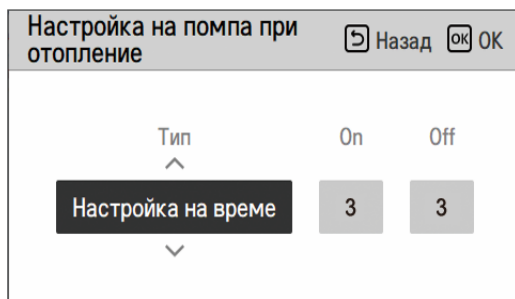 Настройка на помпа при
отопление
Назад OK OK
Тип On Off
Настройка на време 3 3